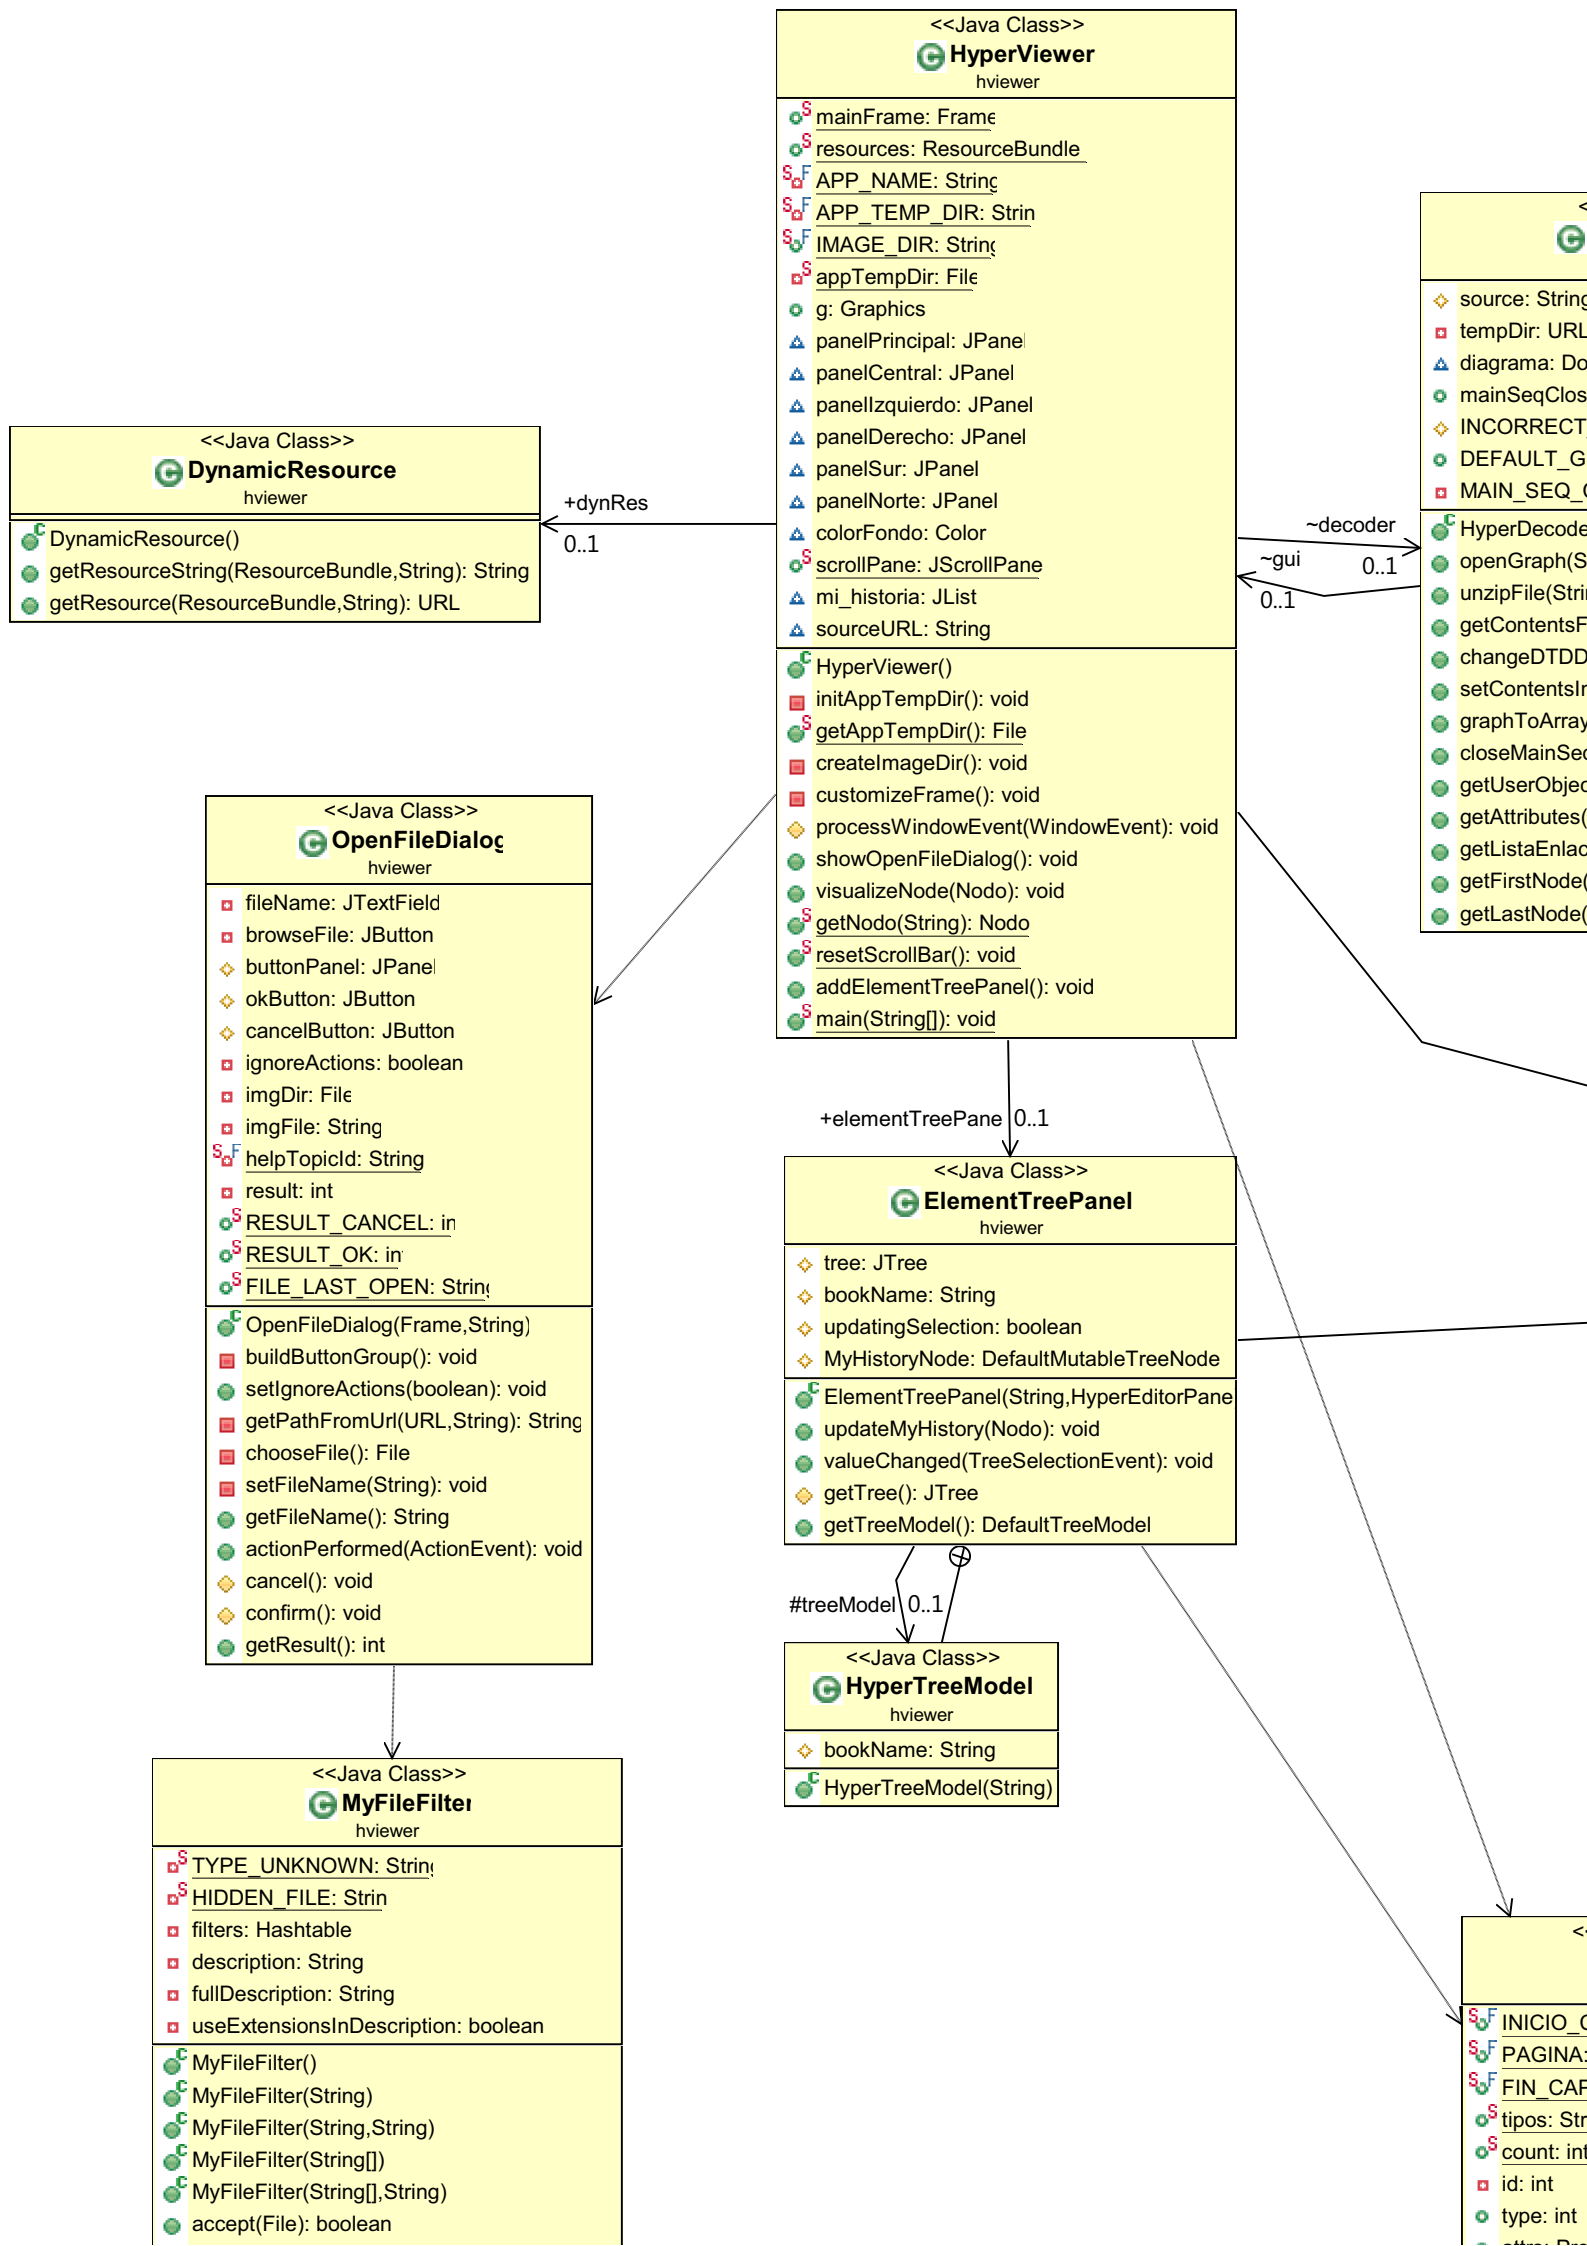 <<Java Class>>
HyperViewer
hviewer
mainFrame: Frame
resources: ResourceBundle
APP_NAME: String
APP_TEMP_DIR: Strin
IMAGE_DIR: String
appTempDir: File
g: Graphics
panelPrincipal: JPanel
panelCentral: JPanel
panelIzquierdo: JPanel
panelDerecho: JPanel
panelSur: JPanel
panelNorte: JPanel
colorFondo: Color
scrollPane: JScrollPane
mi_historia: JList
sourceURL: String
HyperViewer()
initAppTempDir(): void
getAppTempDir(): File
createImageDir(): void
customizeFrame(): void
processWindowEvent(WindowEvent): void
showOpenFileDialog(): void
visualizeNode(Nodo): void
getNodo(String): Nodo
resetScrollBar(): void
addElementTreePanel(): void
main(String[]): void
<<Java Class>>
DynamicResource
hviewer
DynamicResource()
getResourceString(ResourceBundle,String): String
getResource(ResourceBundle,String): URL
+dynRes
0..1
~decoder
0..1
~gui
0..1
<
source: String
tempDir: URL
diagrama: Do
mainSeqClos
INCORRECT_
DEFAULT_G
MAIN_SEQ_C
HyperDecode
openGraph(S
unzipFile(Strin
getContentsF
changeDTDD
setContentsIn
graphToArray
closeMainSec
getUserObjec
getAttributes(
getListaEnlac
getFirstNode(
getLastNode(
<<Java Class>>
OpenFileDialog
hviewer
fileName: JTextField
browseFile: JButton
buttonPanel: JPanel
okButton: JButton
cancelButton: JButton
ignoreActions: boolean
imgDir: File
imgFile: String
helpTopicId: String
result: int
RESULT_CANCEL: in
RESULT_OK: in
FILE_LAST_OPEN: String
OpenFileDialog(Frame,String)
buildButtonGroup(): void
setIgnoreActions(boolean): void
getPathFromUrl(URL,String): String
chooseFile(): File
setFileName(String): void
getFileName(): String
actionPerformed(ActionEvent): void
cancel(): void
confirm(): void
getResult(): int
+elementTreePane
0..1
<<Java Class>>
ElementTreePanel
hviewer
tree: JTree
bookName: String
updatingSelection: boolean
MyHistoryNode: DefaultMutableTreeNode
ElementTreePanel(String,HyperEditorPane
updateMyHistory(Nodo): void
valueChanged(TreeSelectionEvent): void
getTree(): JTree
getTreeModel(): DefaultTreeModel
#treeModel
0..1
<<Java Class>>
HyperTreeModel
hviewer
bookName: String
HyperTreeModel(String)
<<Java Class>>
MyFileFilter
hviewer
TYPE_UNKNOWN: String
HIDDEN_FILE: Strin
filters: Hashtable
description: String
fullDescription: String
useExtensionsInDescription: boolean
MyFileFilter()
MyFileFilter(String)
MyFileFilter(String,String)
MyFileFilter(String[])
MyFileFilter(String[],String)
accept(File): boolean
<<
INICIO_C
PAGINA:
FIN_CAP
tipos: Str
count: int
id: int
type: int